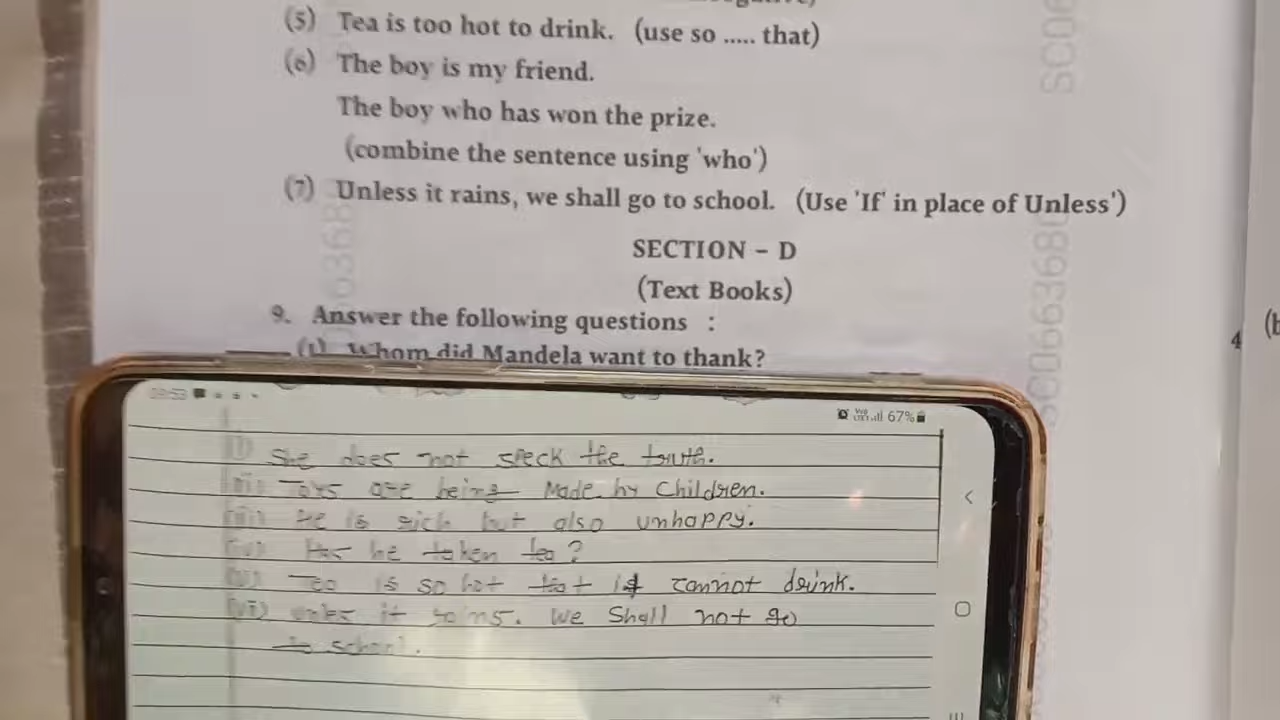 (5) Tea is too hot to drink. (use so ..... that)
(6) The boy is my friend.
The boy who has won the prize.
(combine the sentence using 'who')
(7) Unless it rains, we shall go to school. (Use 'If' in place of Unless')
SECTION - D
(Text Books)
9. Answer the following questions :
(1) Whom did Mandela want to thank?
4
67%
She does not speck the truth.
Toys are being Made by Children.
He is rich but also unhappy.
Has he taken tea?
Tea is so hot that it cannot drink.
it rains. We Shall not go
to school.
SC0663680